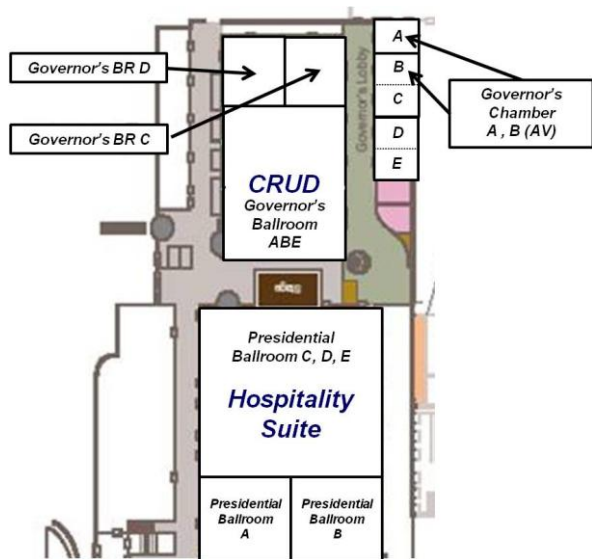 A
Governor's BR D
B
Governor's
Chamber
A , B (AV)
C
Governor's Lobby
Governor's BR C
D
E
CRUD
Governor's
Ballroom
ABE
Presidential
Ballroom C, D, E
Hospitality
Suite
Presidential
Ballroom
A
Presidential
Ballroom
B